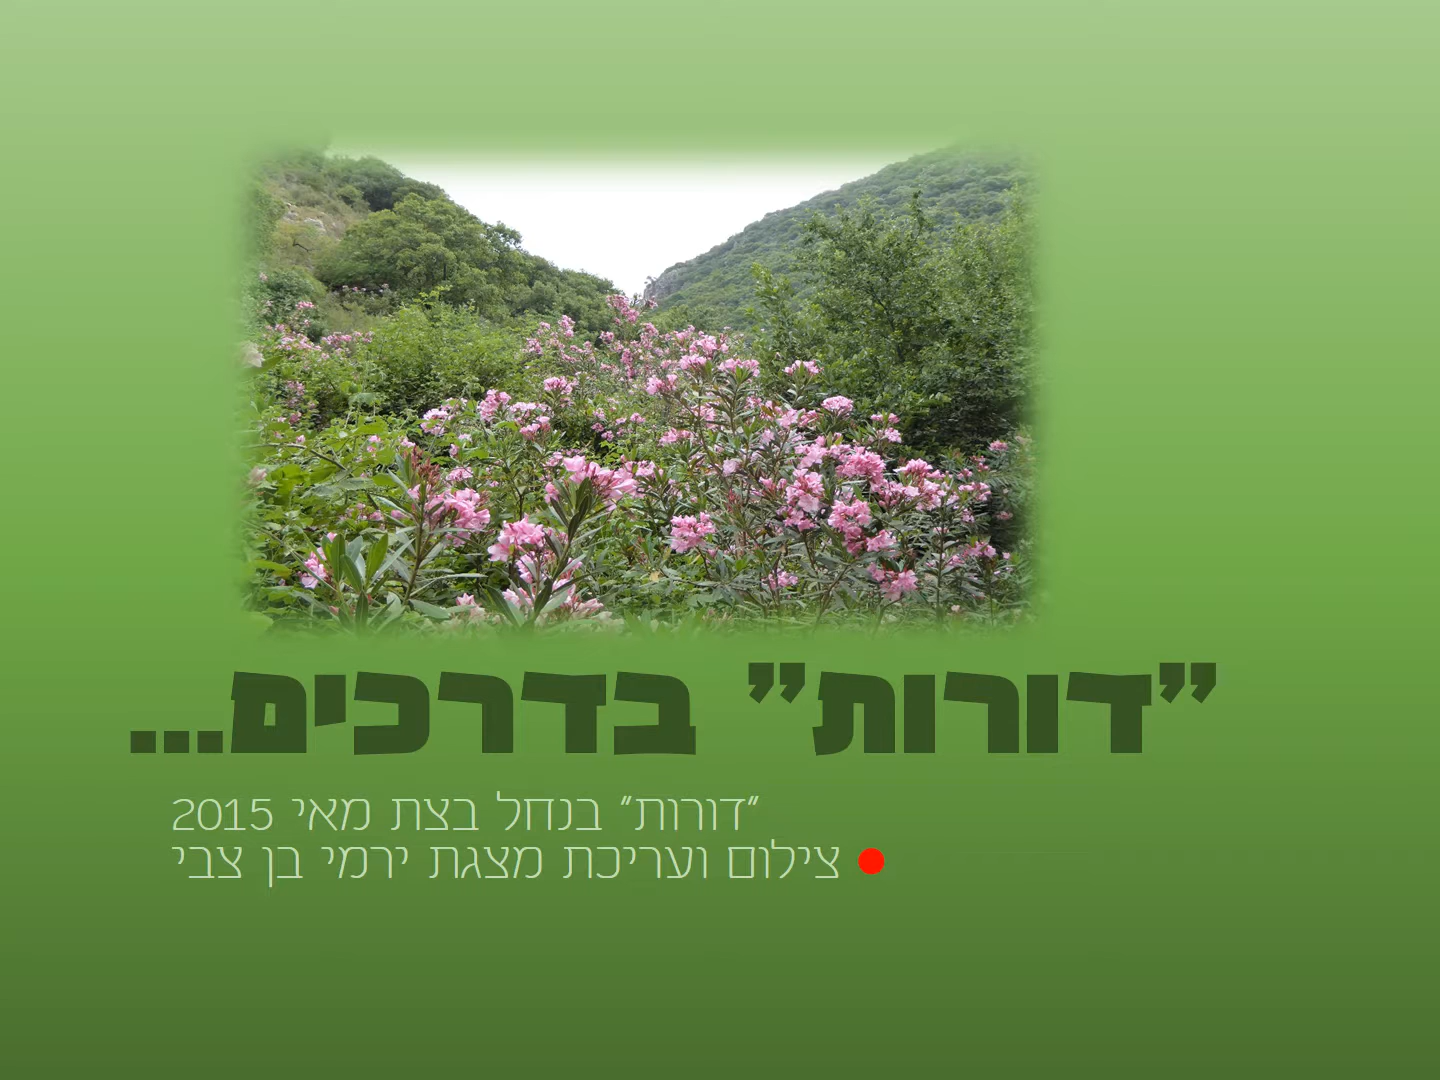 "דורות" בדרכים...
"דורות" בנחל בצת מאי 2015
צילום ועריכת מצגת ירמי בן צבי